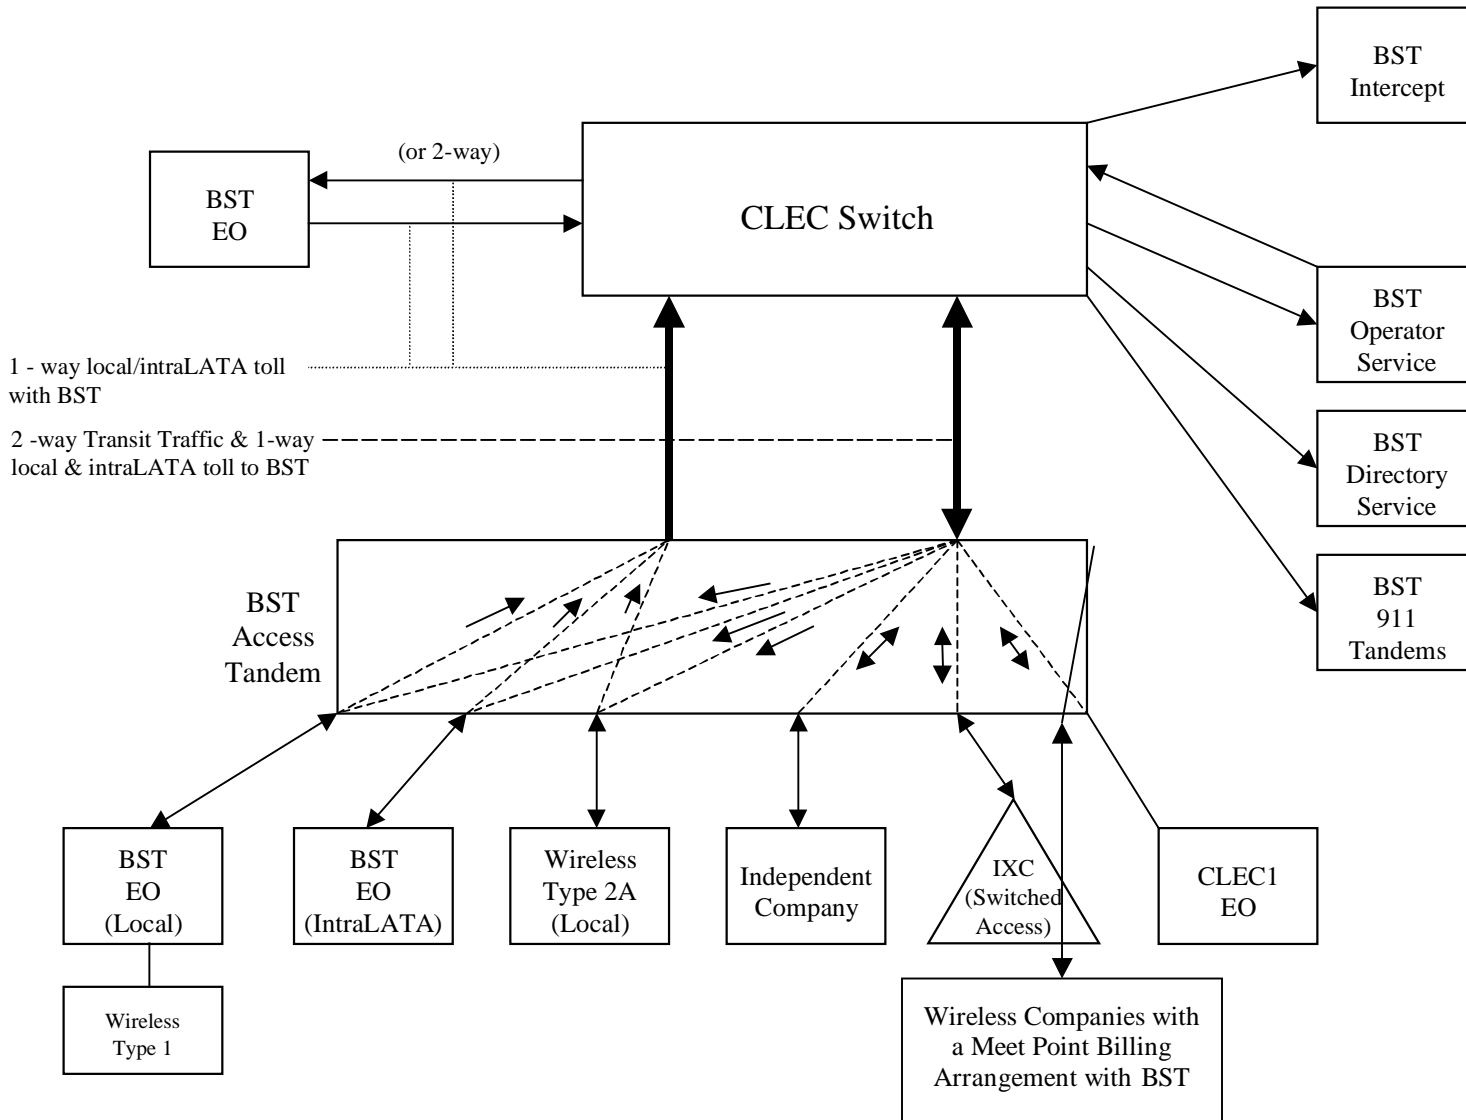 BST
Intercept
(or 2-way)
BST
EO
CLEC Switch
BST
Operator
Service
1 - way local/intraLATA toll
with BST
2 -way Transit Traffic & 1-way
local & intraLATA toll to BST
BST
Directory
Service
BST
911
Tandems
BST
Access
Tandem
BST
EO
(Local)
BST
EO
(IntraLATA)
Wireless
Type 2A
(Local)
Independent
Company
IXC
(Switched
Access)
CLEC1
EO
Wireless
Type 1
Wireless Companies with
a Meet Point Billing
Arrangement with BST